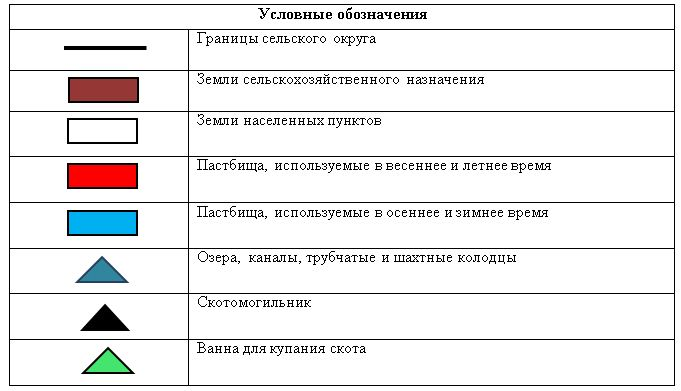 Условные обозначения
Границы сельского округа
Земли сельскохозяйственного назначения
Земли населенных пунктов
Пастбища, используемые в весеннее и летнее время
Пастбища, используемые в осеннее и зимнее время
Озера, каналы, трубчатые и шахтные колодцы
Скотомогильник
Ванна для купания скота